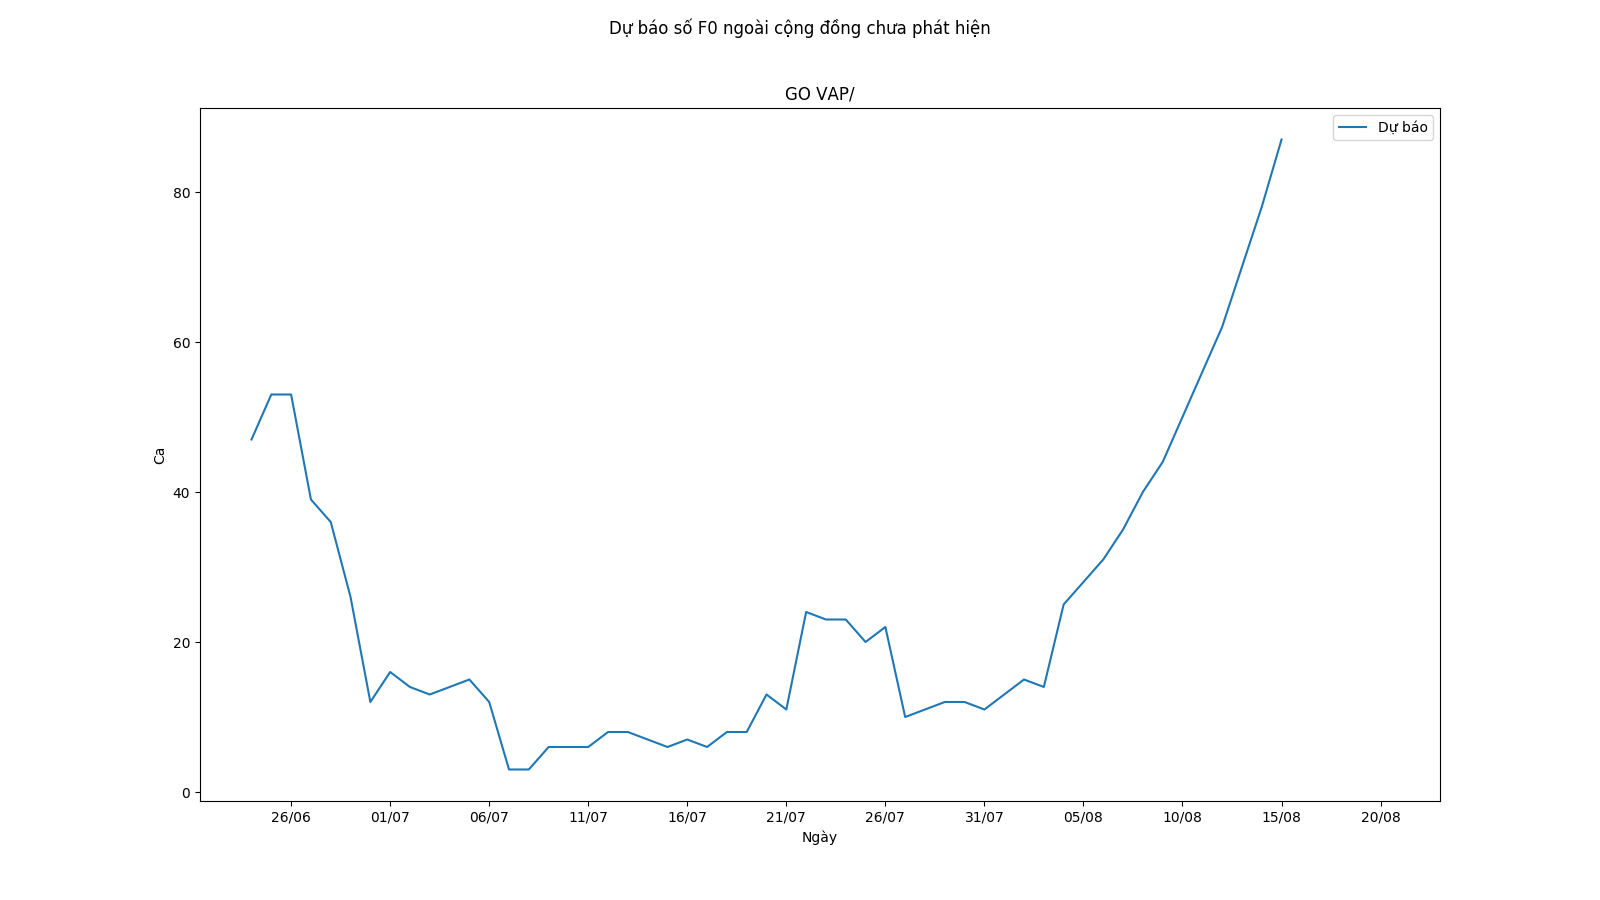 Dự báo số F0 ngoài cộng đồng chưa phát hiện
GO VAP/
Dự báo
80
60
40
20
0
Ca
26/06 01/07 06/07 11/07 16/07 21/07 26/07 31/07 05/08 10/08 15/08 20/08
Ngày